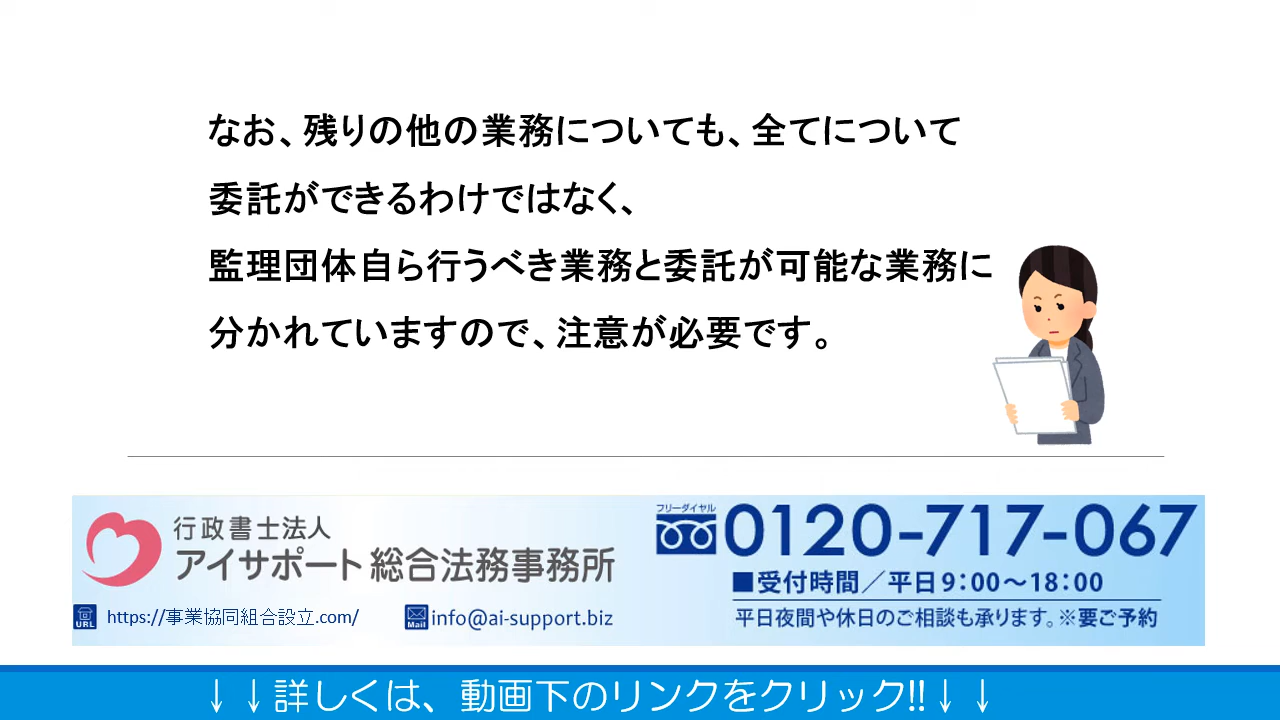 なお、残りの他の業務についても、全てについて
委託ができるわけではなく、
監理団体自ら行うべき業務と委託が可能な業務に
分かれていますので、注意が必要です。
行政書士法人
アイサポート総合法務事務所
URL https://事業協同組合設立.com/
Mail info@ai-support.biz
フリーダイヤル
0120-717-067
■受付時間／平日9:00～18:00
平日夜間や休日のご相談も承ります。※要ご予約
↓↓詳しくは、動画下のリンクをクリック!!↓↓